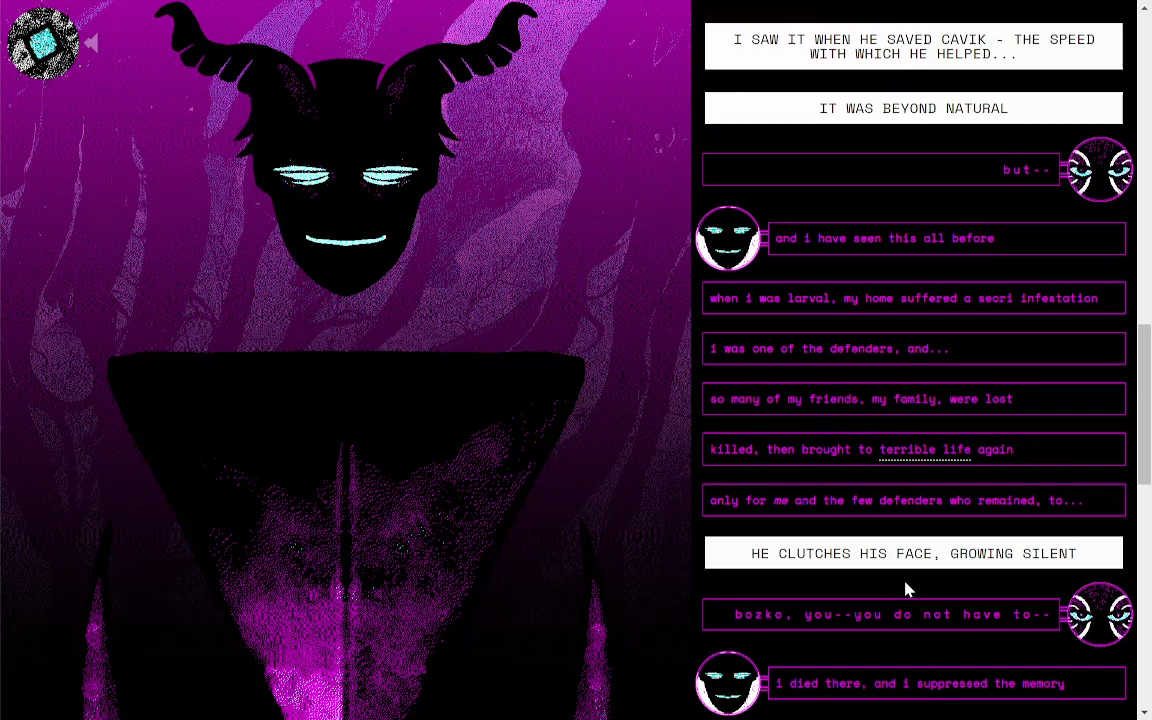 I SAW IT WHEN HE SAVED CAVIK - THE SPEED
WITH WHICH HE HELPED...
IT WAS BEYOND NATURAL
but--
and i have seen this all before
when i was larval, my home suffered a secri infestation
i was one of the defenders, and...
so many of my friends, my family, were lost
killed, then brought to terrible life again
only for me and the few defenders who remained, to...
HE CLUTCHES HIS FACE, GROWING SILENT
bozko, you--you do not have to--
i died there, and i suppressed the memory